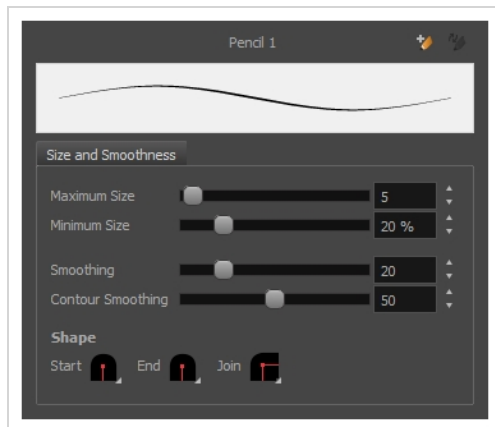 Pencil 1
Size and Smoothness
Maximum Size 5
Minimum Size 20 %
Smoothing 20
Contour Smoothing 50
Shape
Start End Join